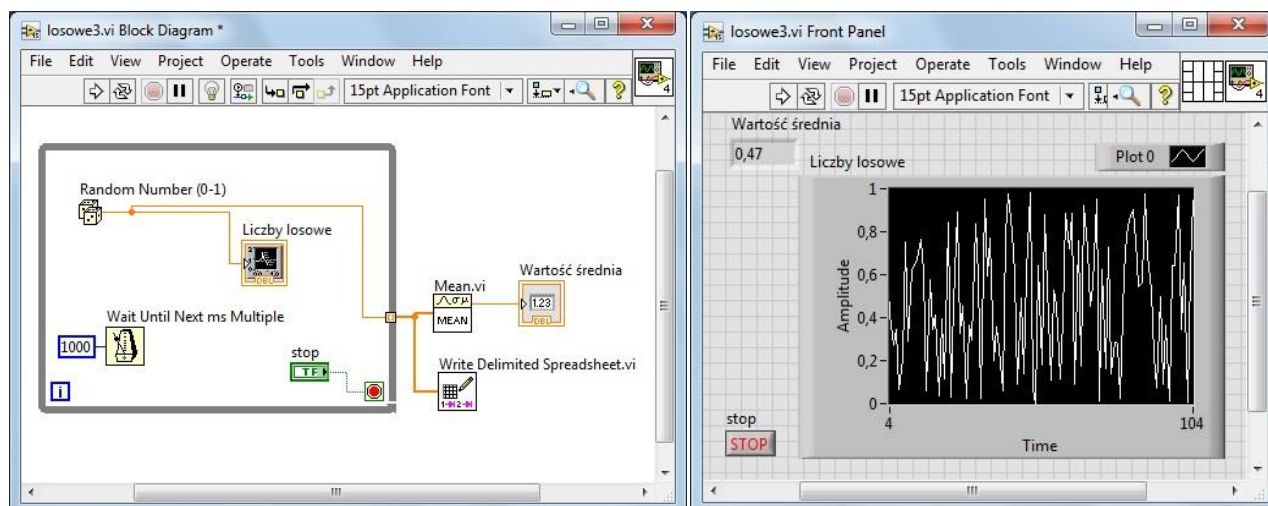 losowe3.vi Block Diagram *
File Edit View Project Operate Tools Window Help
15pt Application Font
4
Random Number (0-1)
Liczby losowe
DBL
Wartość średnia
1.23
DBL
Mean.vi
MEAN
Wait Until Next ms Multiple
1000
stop
TF
i
Write Delimited Spreadsheet.vi
losowe3.vi Front Panel
File Edit View Project Operate Tools Window Help
15pt Application Font
4
Wartość średnia
0,47
Liczby losowe
Plot 0
1
0,8
0,6
0,4
0,2
0
Amplitude
4 104
Time
stop
STOP